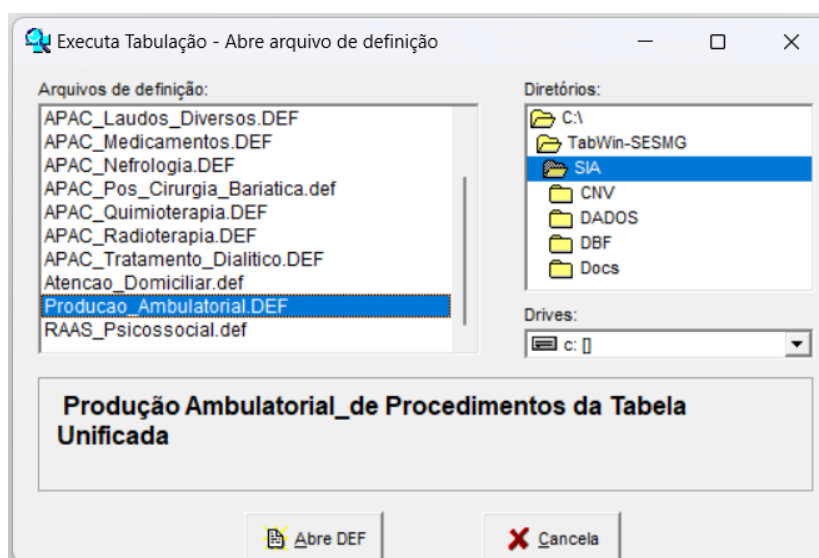 Executa Tabulação - Abre arquivo de definição
Arquivos de definição:
APAC_Laudos_Diversos.DEF
APAC_Medicamentos.DEF
APAC_Nefrologia.DEF
APAC_Pos_Cirurgia_Bariatica.def
APAC_Quimioterapia.DEF
APAC_Radioterapia.DEF
APAC_Tratamento_Dialitico.DEF
Atencao_Domiciliar.def
Producao_Ambulatorial.DEF
RAAS_Psicossocial.def
Diretórios:
C:\
TabWin-SESMG
SIA
CNV
DADOS
DBF
Docs
Drives:
c: []
Produção Ambulatorial_de Procedimentos da Tabela
Unificada
Abre DEF
Cancela